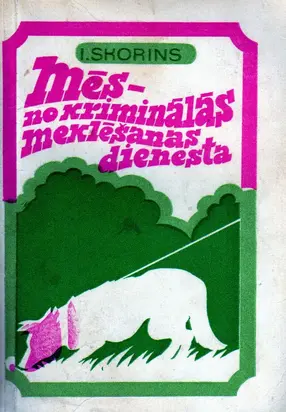 I. SKORINS
Mēs-
no kriminālās
meklēšanas
dienesta